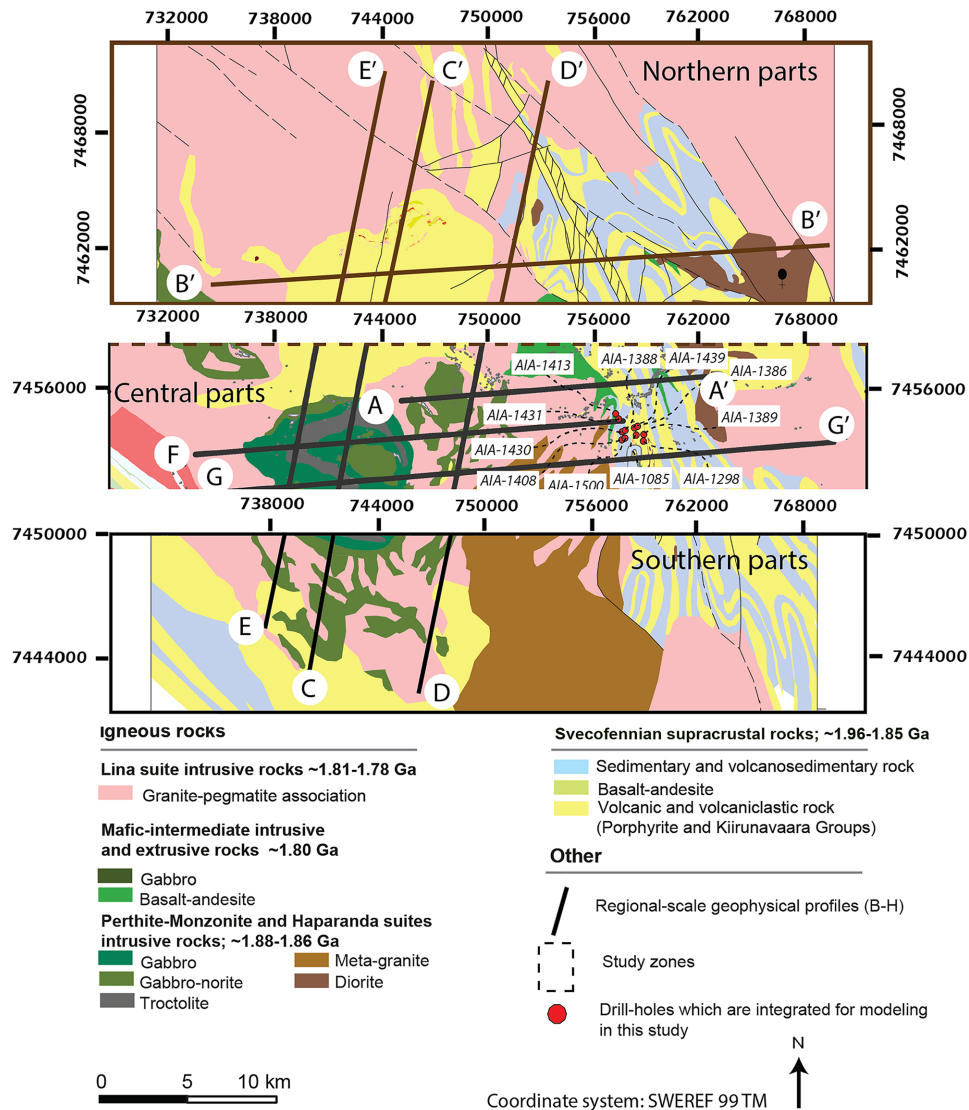 732000 738000 744000 750000 756000 762000 768000
E' C' D' Northern parts
7468000 7468000
B'
7462000 7462000
B'
732000 738000 744000 750000 756000 762000 768000
AIA-1413 AIA-1388 AIA-1439
7456000 AIA-1386 7456000
Central parts A A'
AIA-1431 AIA-1389
G'
F AIA-1430
G AIA-1408 AIA-1500 AIA-1085 AIA-1298
738000 744000 750000 756000 762000 768000
7450000 7450000
Southern parts
E
7444000 7444000
C D
Igneous rocks
Lina suite intrusive rocks ~1.81-1.78 Ga
Granite-pegmatite association
Mafic-intermediate intrusive
and extrusive rocks ~1.80 Ga
Gabbro
Basalt-andesite
Perthite-Monzonite and Haparanda suites
intrusive rocks; ~1.88-1.86 Ga
Gabbro Meta-granite
Gabbro-norite Diorite
Troctolite
Svecofennian supracrustal rocks; ~1.96-1.85 Ga
Sedimentary and volcanosedimentary rock
Basalt-andesite
Volcanic and volcaniclastic rock
(Porphyrite and Kiirunavaara Groups)
Other
Regional-scale geophysical profiles (B-H)
Study zones
Drill-holes which are integrated for modeling
in this study
N
0 5 10 km
Coordinate system: SWEREF 99 TM